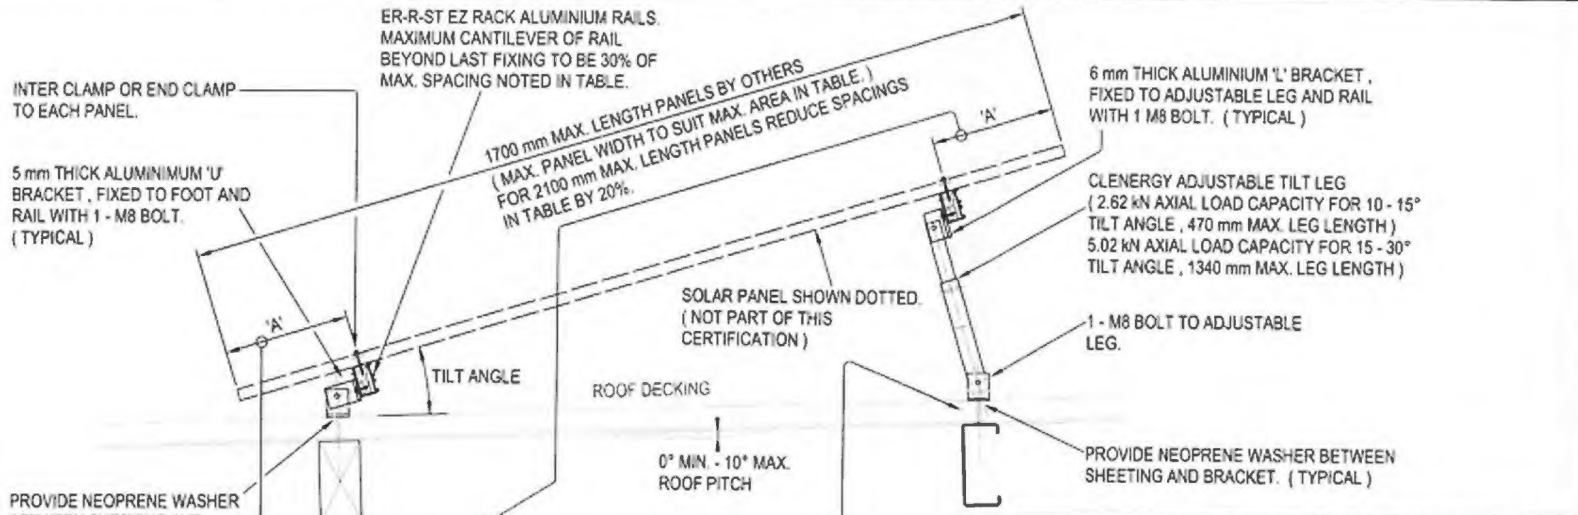 ER-R-ST EZ RACK ALUMINIUM RAILS.
MAXIMUM CANTILEVER OF RAIL
BEYOND LAST FIXING TO BE 30% OF
MAX. SPACING NOTED IN TABLE.
INTER CLAMP OR END CLAMP
TO EACH PANEL.
5 mm THICK ALUMINIMUM 'U'
BRACKET , FIXED TO FOOT AND
RAIL WITH 1 - M8 BOLT.
( TYPICAL )
1700 mm MAX. LENGTH PANELS BY OTHERS
( MAX. PANEL WIDTH TO SUIT MAX. AREA IN TABLE. )
FOR 2100 mm MAX. LENGTH PANELS REDUCE SPACINGS
IN TABLE BY 20%.
'A'
6 mm THICK ALUMINIUM 'L' BRACKET ,
FIXED TO ADJUSTABLE LEG AND RAIL
WITH 1 M8 BOLT. ( TYPICAL )
CLENERGY ADJUSTABLE TILT LEG
( 2.62 kN AXIAL LOAD CAPACITY FOR 10 - 15°
TILT ANGLE , 470 mm MAX. LEG LENGTH )
5.02 kN AXIAL LOAD CAPACITY FOR 15 - 30°
TILT ANGLE , 1340 mm MAX. LEG LENGTH )
SOLAR PANEL SHOWN DOTTED.
( NOT PART OF THIS
CERTIFICATION )
1 - M8 BOLT TO ADJUSTABLE
LEG.
'A'
TILT ANGLE
ROOF DECKING
0° MIN. - 10° MAX.
ROOF PITCH
PROVIDE NEOPRENE WASHER BETWEEN
SHEETING AND BRACKET. ( TYPICAL )
PROVIDE NEOPRENE WASHER